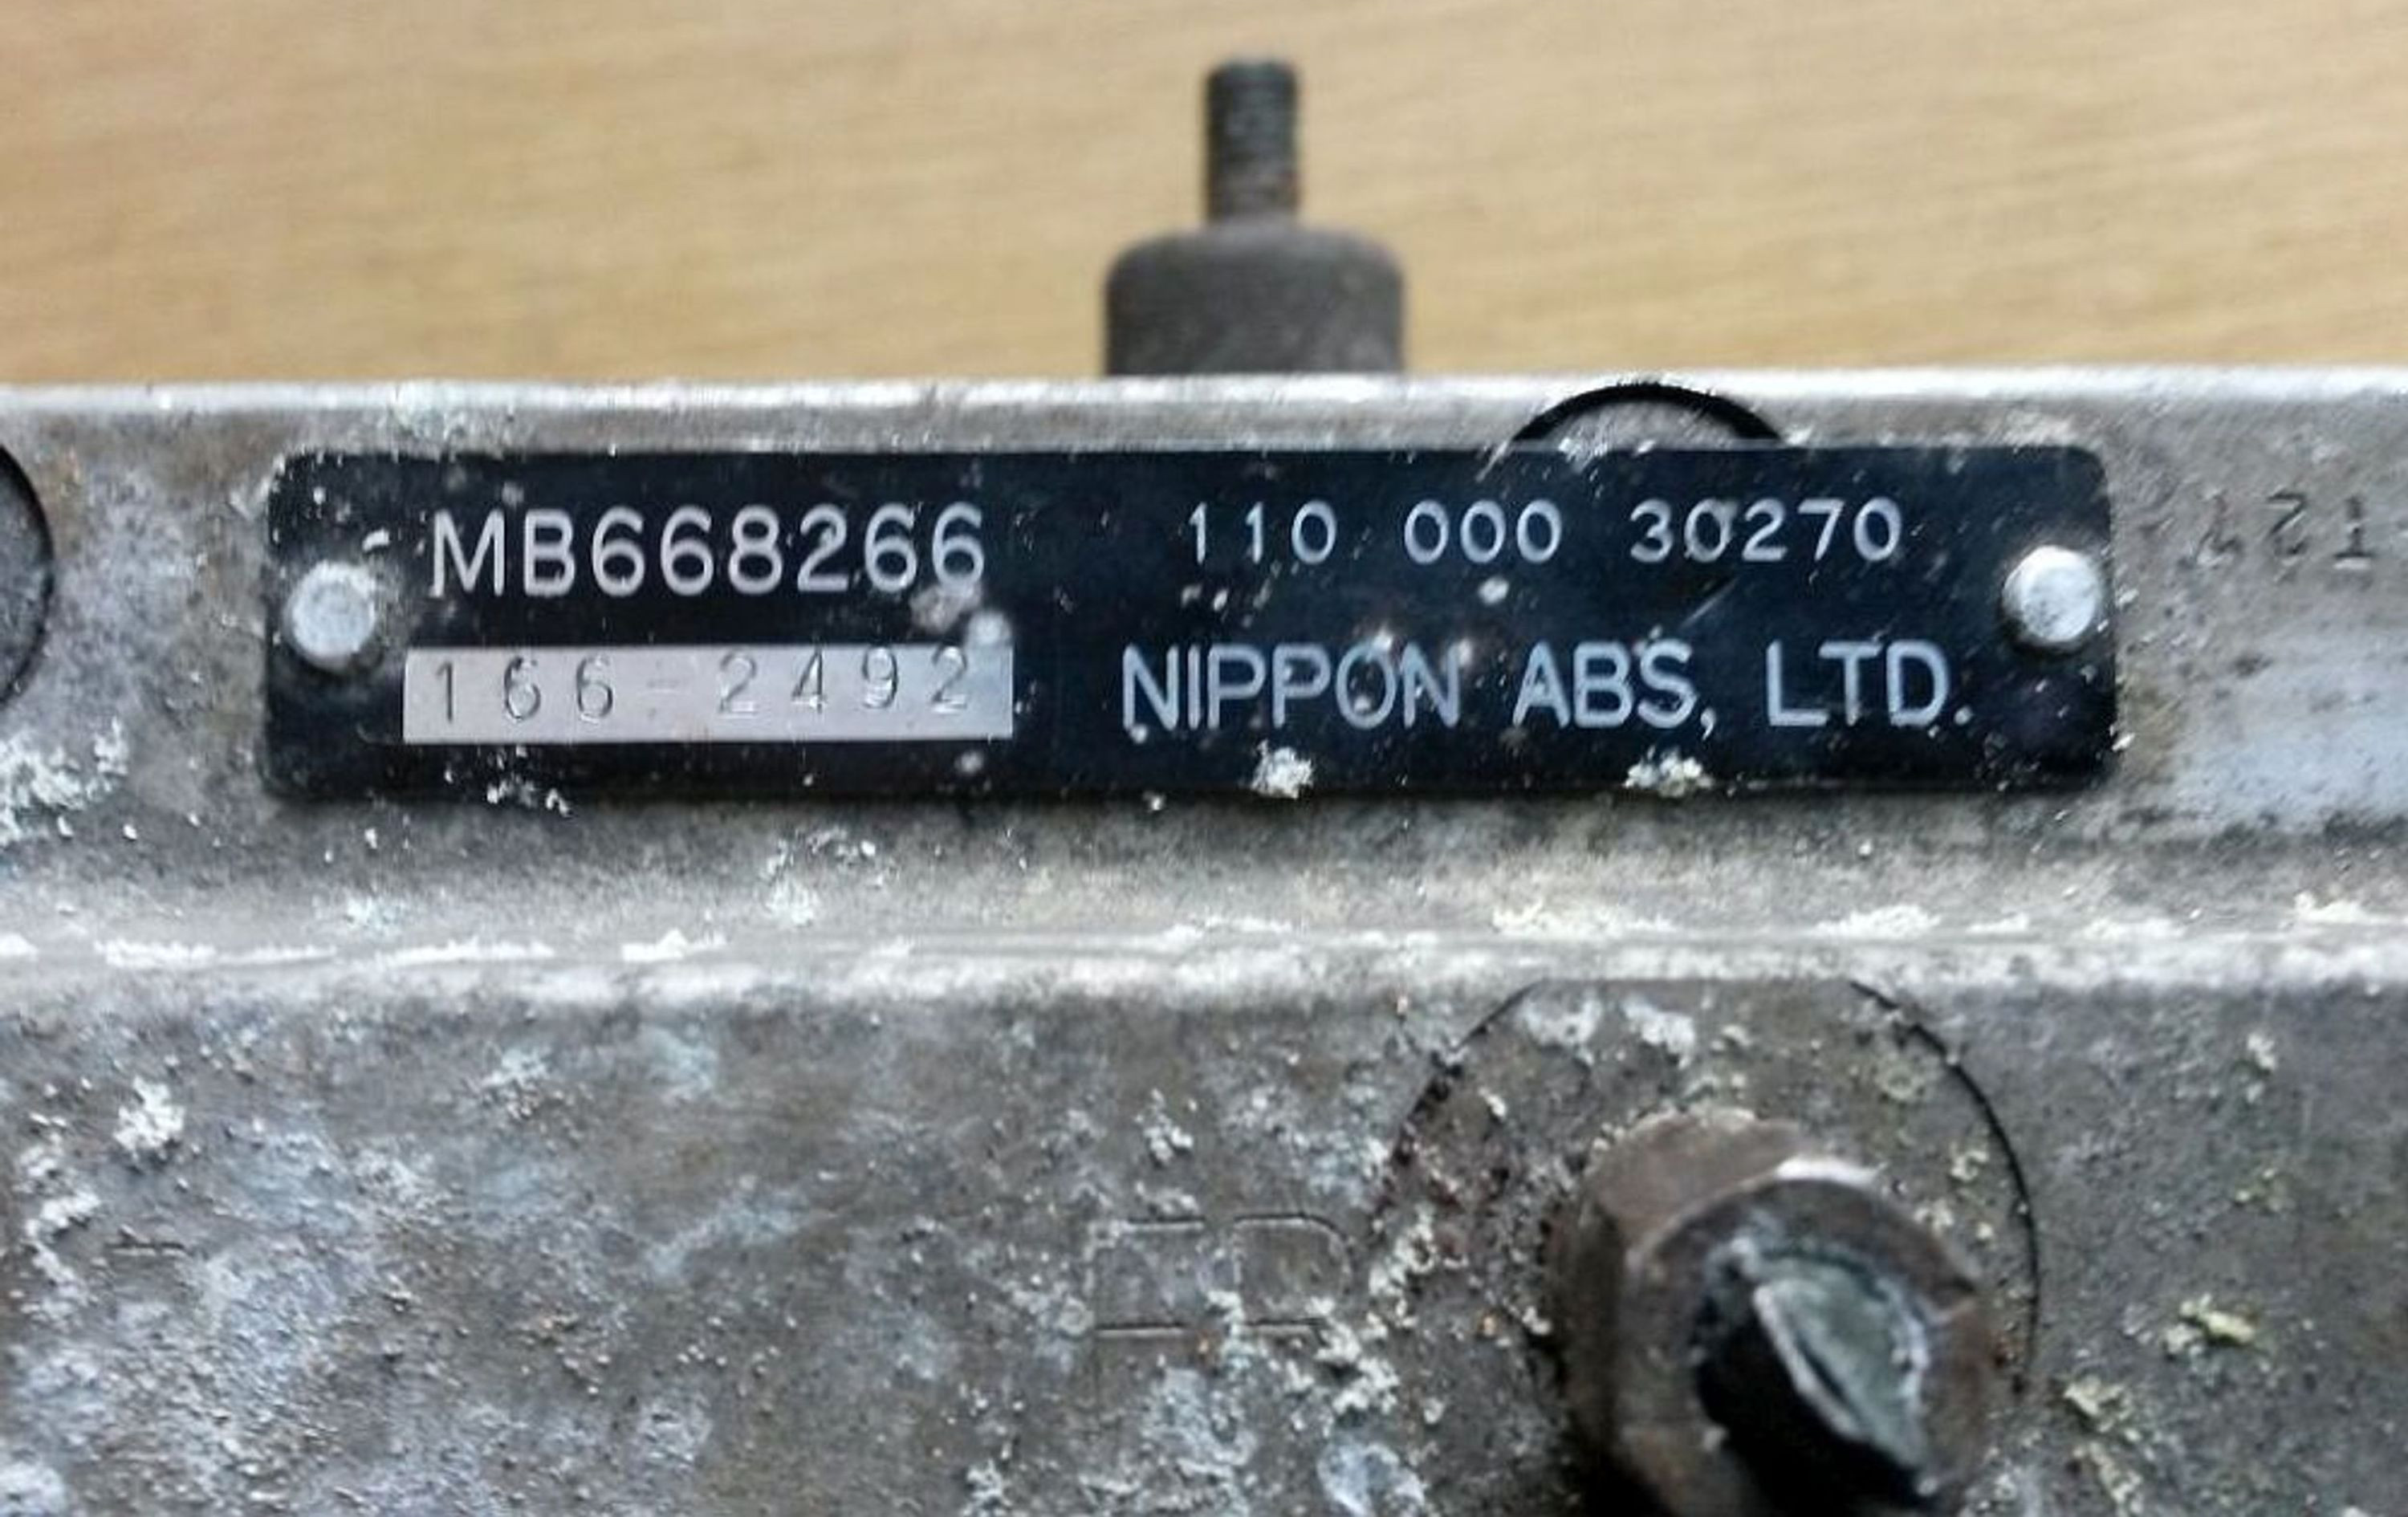 MB668266 110 000 30270
166-2492 NIPPON ABS, LTD.